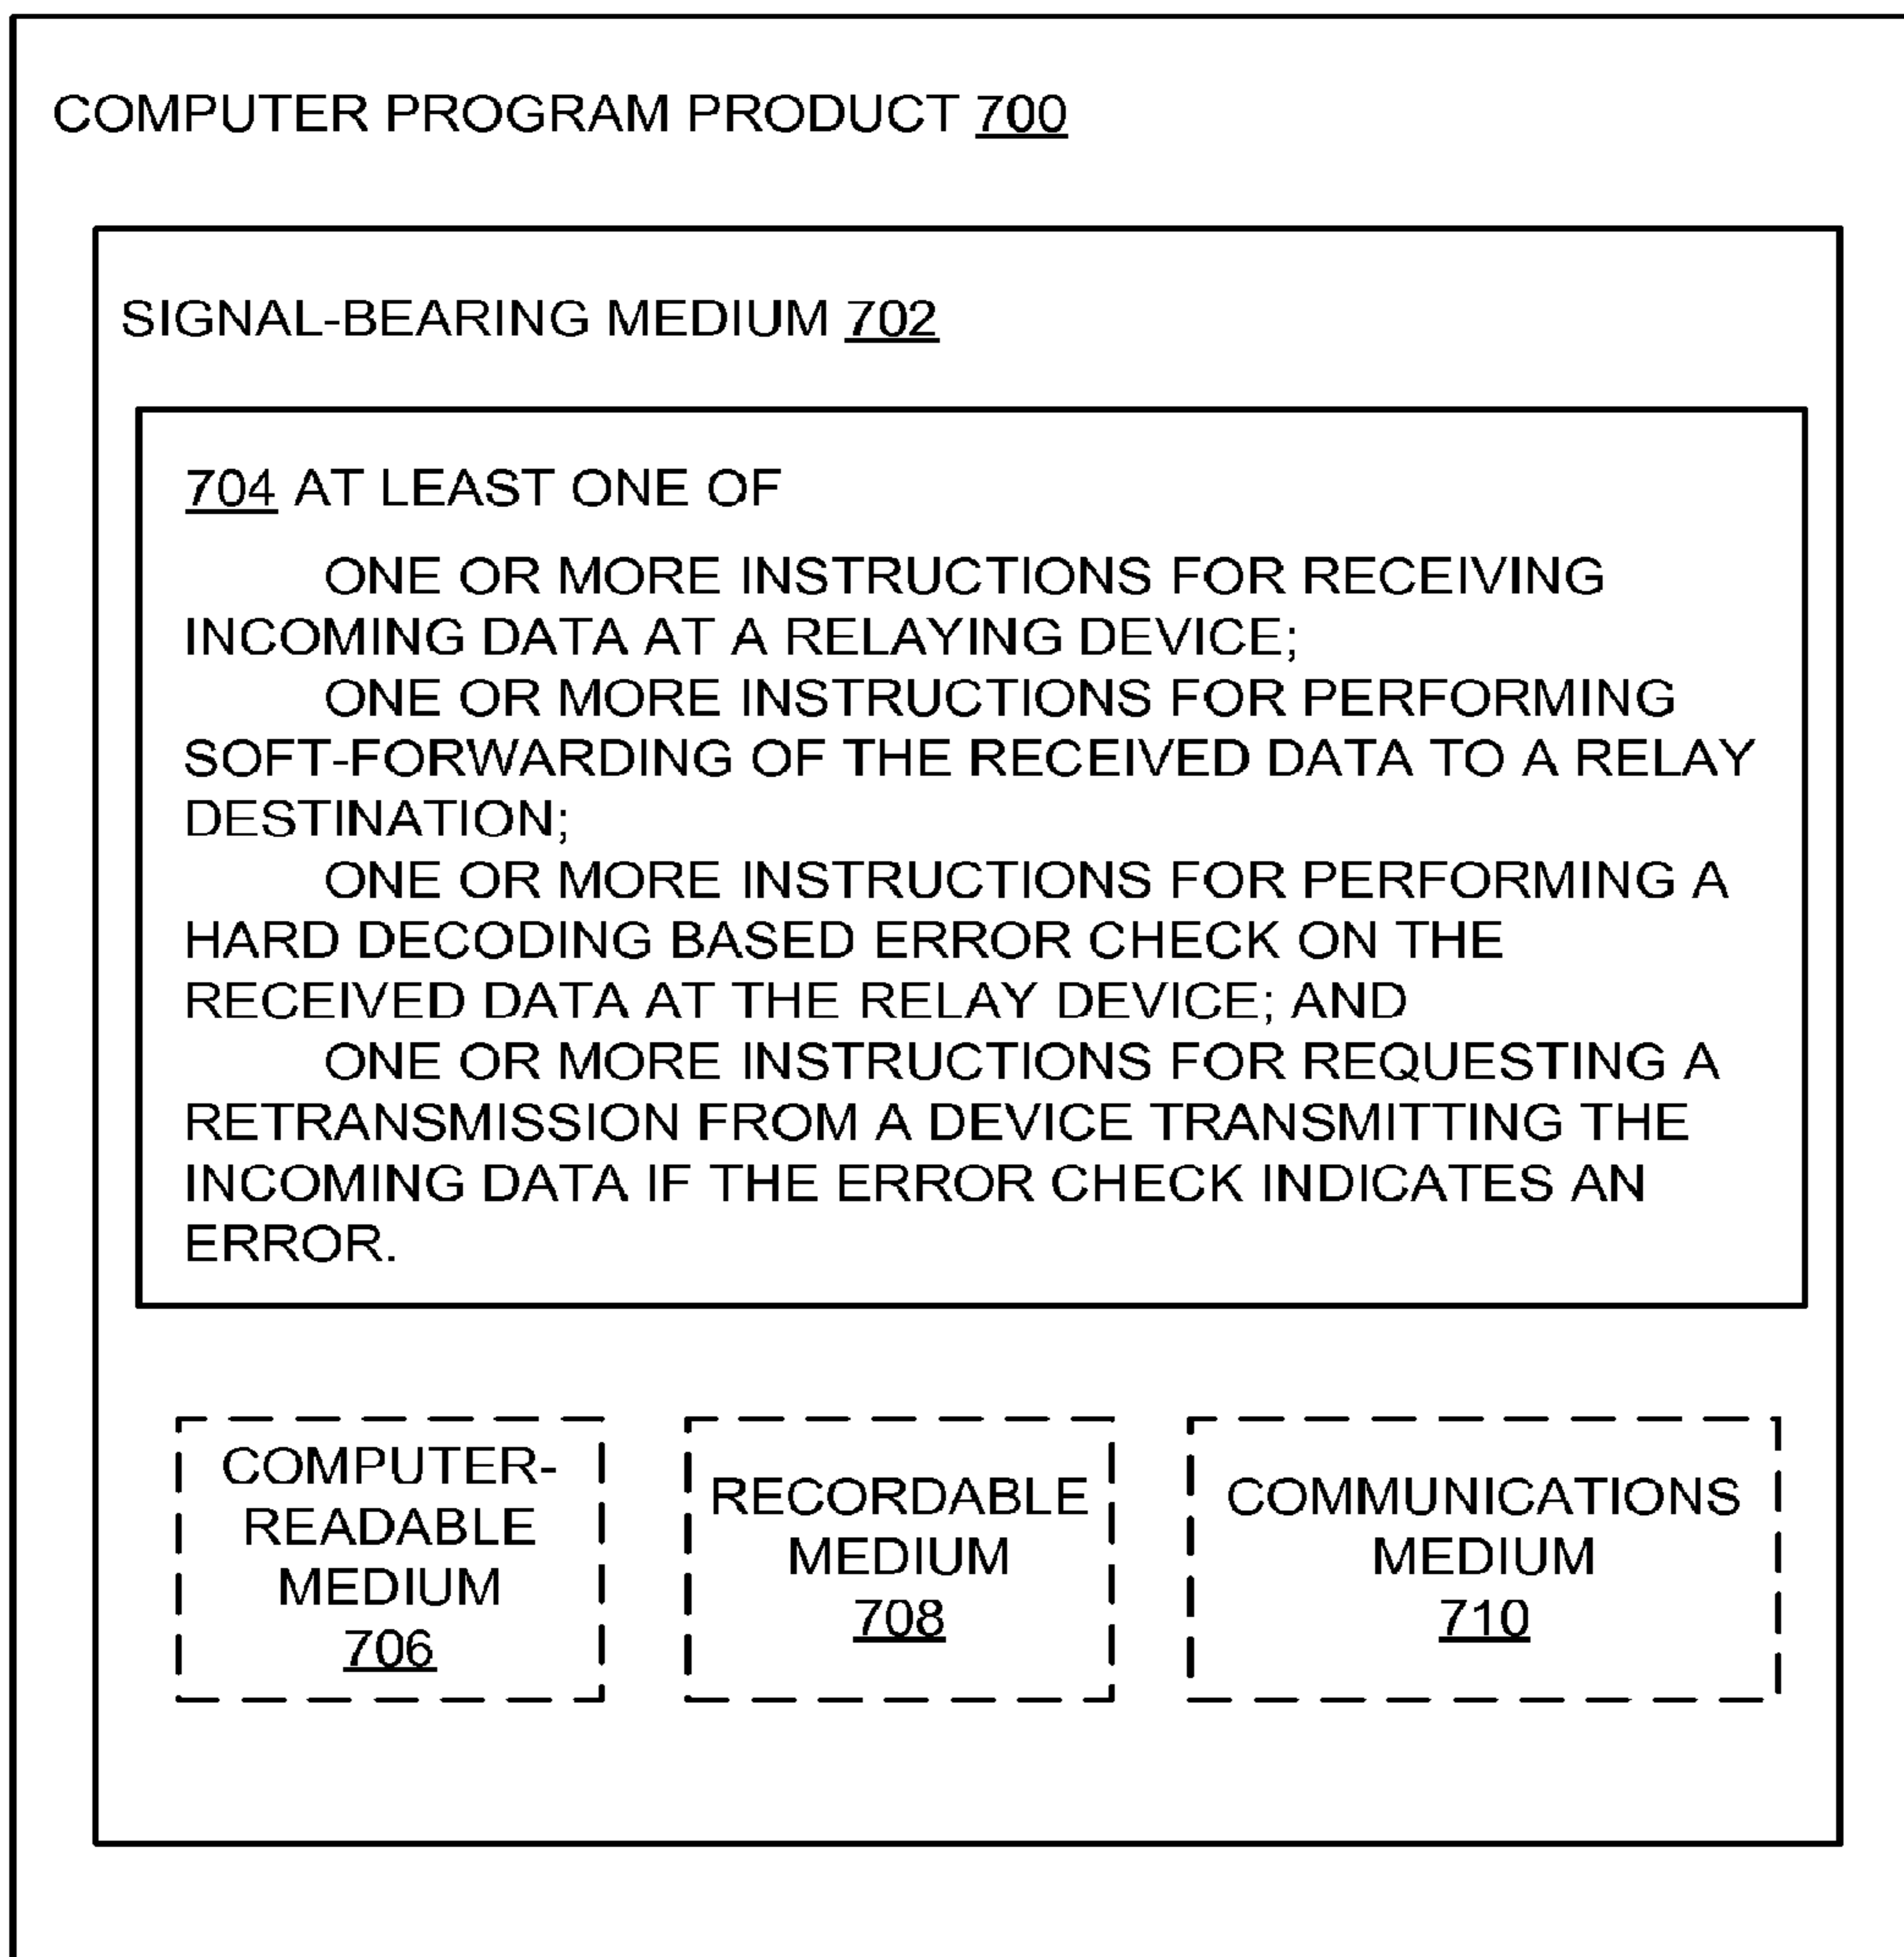 COMPUTER PROGRAM PRODUCT 700
SIGNAL-BEARING MEDIUM 702
704 AT LEAST ONE OF
ONE OR MORE INSTRUCTIONS FOR RECEIVING
INCOMING DATA AT A RELAYING DEVICE;
ONE OR MORE INSTRUCTIONS FOR PERFORMING
SOFT-FORWARDING OF THE RECEIVED DATA TO A RELAY
DESTINATION;
ONE OR MORE INSTRUCTIONS FOR PERFORMING A
HARD DECODING BASED ERROR CHECK ON THE
RECEIVED DATA AT THE RELAY DEVICE; AND
ONE OR MORE INSTRUCTIONS FOR REQUESTING A
RETRANSMISSION FROM A DEVICE TRANSMITTING THE
INCOMING DATA IF THE ERROR CHECK INDICATES AN
ERROR.
COMPUTER-
READABLE
MEDIUM
706
RECORDABLE
MEDIUM
708
COMMUNICATIONS
MEDIUM
710